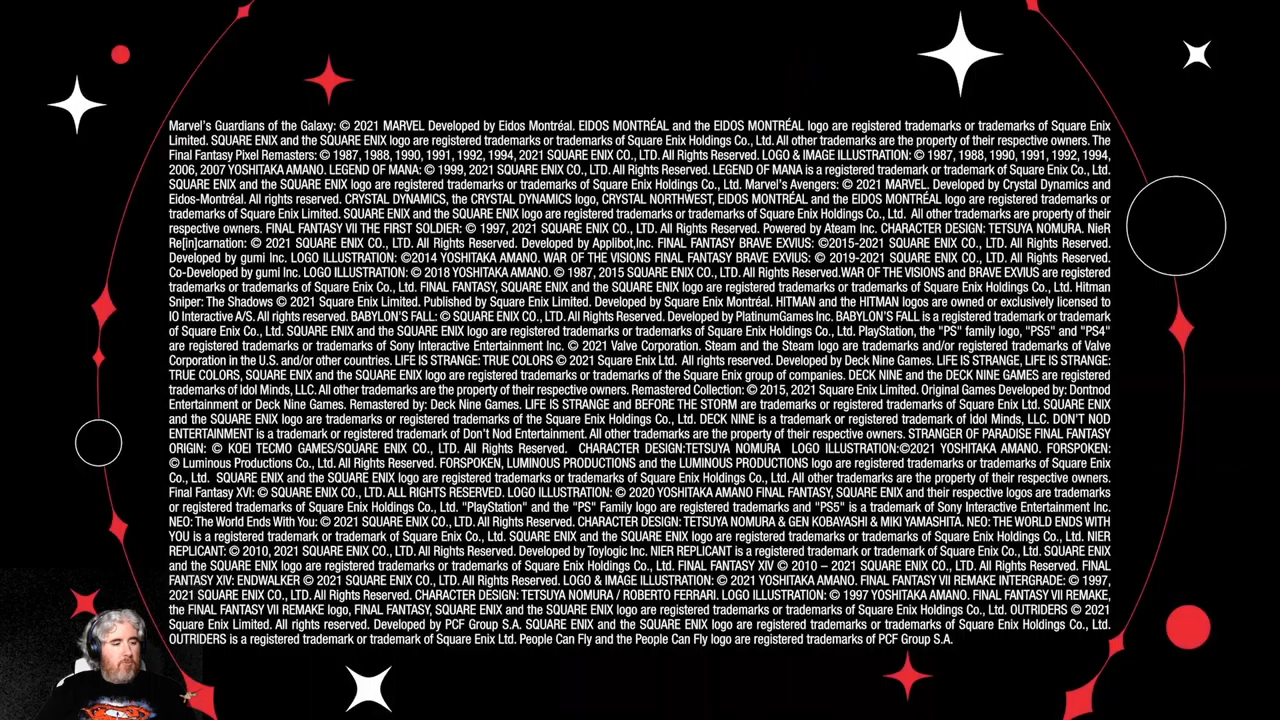 Marvel's Guardians of the Galaxy: © 2021 MARVEL Developed by Eidos Montréal. EIDOS MONTRÉAL and the EIDOS MONTRÉAL logo are registered trademarks or trademarks of Square Enix
Limited. SQUARE ENIX and the SQUARE ENIX logo are registered trademarks or trademarks of Square Enix Holdings Co., Ltd. All other trademarks are the property of their respective owners. The
Final Fantasy Pixel Remasters: © 1987, 1988, 1990, 1991, 1992, 1994, 2021 SQUARE ENIX CO., LTD. All Rights Reserved. LOGO & IMAGE ILLUSTRATION: © 1987, 1988, 1990, 1991, 1992, 1994,
2006, 2007 YOSHITAKA AMANO. LEGEND OF MANA: © 1999, 2021 SQUARE ENIX CO., LTD. All Rights Reserved. LEGEND OF MANA is a registered trademark or trademark of Square Enix Co., Ltd.
SQUARE ENIX and the SQUARE ENIX logo are registered trademarks or trademarks of Square Enix Holdings Co., Ltd. Marvel's Avengers: © 2021 MARVEL. Developed by Crystal Dynamics and
Eidos-Montréal. All rights reserved. CRYSTAL DYNAMICS, the CRYSTAL DYNAMICS logo, CRYSTAL NORTHWEST, EIDOS MONTRÉAL and the EIDOS MONTRÉAL logo are registered trademarks or
trademarks of Square Enix Limited. SQUARE ENIX and the SQUARE ENIX logo are registered trademarks or trademarks of Square Enix Holdings Co., Ltd. All other trademarks are property of their
respective owners. FINAL FANTASY VII THE FIRST SOLDIER: © 1997, 2021 SQUARE ENIX CO., LTD. All Rights Reserved. Powered by Ateam Inc. CHARACTER DESIGN: TETSUYA NOMURA. NieR
Re[in]carnation: © 2021 SQUARE ENIX CO., LTD. All Rights Reserved. Developed by Applibot,Inc. FINAL FANTASY BRAVE EXVIUS: ©2015-2021 SQUARE ENIX CO., LTD. All Rights Reserved.
Developed by gumi Inc. LOGO ILLUSTRATION: ©2014 YOSHITAKA AMANO. WAR OF THE VISIONS FINAL FANTASY BRAVE EXVIUS: © 2019-2021 SQUARE ENIX CO., LTD. All Rights Reserved.
Co-Developed by gumi Inc. LOGO ILLUSTRATION: © 2018 YOSHITAKA AMANO. © 1987, 2015 SQUARE ENIX CO., LTD. All Rights Reserved.WAR OF THE VISIONS and BRAVE EXVIUS are registered
trademarks or trademarks of Square Enix Co., Ltd. FINAL FANTASY, SQUARE ENIX and the SQUARE ENIX logo are registered trademarks or trademarks of Square Enix Holdings Co., Ltd. Hitman
Sniper: The Shadows © 2021 Square Enix Limited. Published by Square Enix Limited. Developed by Square Enix Montréal. HITMAN and the HITMAN logos are owned or exclusively licensed to
IO Interactive A/S. All rights reserved. BABYLON'S FALL: © SQUARE ENIX CO., LTD. All Rights Reserved. Developed by PlatinumGames Inc. BABYLON'S FALL is a registered trademark or trademark
of Square Enix Co., Ltd. SQUARE ENIX and the SQUARE ENIX logo are registered trademarks or trademarks of Square Enix Holdings Co., Ltd. PlayStation, the "PS" family logo, "PS5" and "PS4"
are registered trademarks or trademarks of Sony Interactive Entertainment Inc. © 2021 Valve Corporation. Steam and the Steam logo are trademarks and/or registered trademarks of Valve
Corporation in the U.S. and/or other countries. LIFE IS STRANGE: TRUE COLORS © 2021 Square Enix Ltd. All rights reserved. Developed by Deck Nine Games. LIFE IS STRANGE, LIFE IS STRANGE:
TRUE COLORS, SQUARE ENIX and the SQUARE ENIX logo are registered trademarks or trademarks of the Square Enix group of companies. DECK NINE and the DECK NINE GAMES are registered
trademarks of Idol Minds, LLC. All other trademarks are the property of their respective owners. Remastered Collection: © 2015, 2021 Square Enix Limited. Original Games Developed by: Dontnod
Entertainment or Deck Nine Games. Remastered by: Deck Nine Games. LIFE IS STRANGE and BEFORE THE STORM are trademarks or registered trademarks of Square Enix Ltd. SQUARE ENIX
and the SQUARE ENIX logo are trademarks or registered trademarks of the Square Enix Holdings Co., Ltd. DECK NINE is a trademark or registered trademark of Idol Minds, LLC. DON'T NOD
ENTERTAINMENT is a trademark or registered trademark of Don't Nod Entertainment. All other trademarks are the property of their respective owners. STRANGER OF PARADISE FINAL FANTASY
ORIGIN: © KOEI TECMO GAMES/SQUARE ENIX CO., LTD. All Rights Reserved. CHARACTER DESIGN:TETSUYA NOMURA LOGO ILLUSTRATION:©2021 YOSHITAKA AMANO. FORSPOKEN:
© Luminous Productions Co., Ltd. All Rights Reserved. FORSPOKEN, LUMINOUS PRODUCTIONS and the LUMINOUS PRODUCTIONS logo are registered trademarks or trademarks of Square Enix
Co., Ltd. SQUARE ENIX and the SQUARE ENIX logo are registered trademarks or trademarks of Square Enix Holdings Co., Ltd. All other trademarks are the property of their respective owners.
Final Fantasy XVI: © SQUARE ENIX CO., LTD. ALL RIGHTS RESERVED. LOGO ILLUSTRATION: © 2020 YOSHITAKA AMANO FINAL FANTASY, SQUARE ENIX and their respective logos are trademarks
or registered trademarks of Square Enix Holdings Co., Ltd. "PlayStation" and the "PS" Family logo are registered trademarks and "PS5" is a trademark of Sony Interactive Entertainment Inc.
NEO: The World Ends With You: © 2021 SQUARE ENIX CO., LTD. All Rights Reserved. CHARACTER DESIGN: TETSUYA NOMURA & GEN KOBAYASHI & MIKI YAMASHITA. NEO: THE WORLD ENDS WITH
YOU is a registered trademark or trademark of Square Enix Co., Ltd. SQUARE ENIX and the SQUARE ENIX logo are registered trademarks or trademarks of Square Enix Holdings Co., Ltd. NIER
REPLICANT: © 2010, 2021 SQUARE ENIX CO., LTD. All Rights Reserved. Developed by Toylogic Inc. NIER REPLICANT is a registered trademark or trademark of Square Enix Co., Ltd. SQUARE ENIX
and the SQUARE ENIX logo are registered trademarks or trademarks of Square Enix Holdings Co., Ltd. FINAL FANTASY XIV © 2010 – 2021 SQUARE ENIX CO., LTD. All Rights Reserved. FINAL
FANTASY XIV: ENDWALKER © 2021 SQUARE ENIX CO., LTD. All Rights Reserved. LOGO & IMAGE ILLUSTRATION: © 2021 YOSHITAKA AMANO. FINAL FANTASY VII REMAKE INTERGRADE: © 1997,
2021 SQUARE ENIX CO., LTD. All Rights Reserved. CHARACTER DESIGN: TETSUYA NOMURA / ROBERTO FERRARI. LOGO ILLUSTRATION: © 1997 YOSHITAKA AMANO. FINAL FANTASY VII REMAKE,
the FINAL FANTASY VII REMAKE logo, FINAL FANTASY, SQUARE ENIX and the SQUARE ENIX logo are registered trademarks or trademarks of Square Enix Holdings Co., Ltd. OUTRIDERS © 2021
Square Enix Limited. All rights reserved. Developed by PCF Group S.A. SQUARE ENIX and the SQUARE ENIX logo are registered trademarks or trademarks of Square Enix Holdings Co., Ltd.
OUTRIDERS is a registered trademark or trademark of Square Enix Ltd. People Can Fly and the People Can Fly logo are registered trademarks of PCF Group S.A.